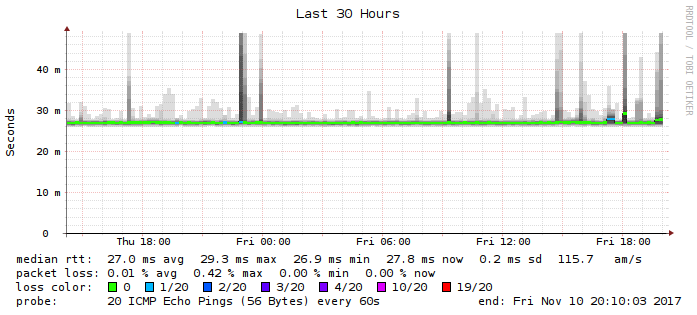 Last 30 Hours
RRDTOOL / TOBI OETIKER
Seconds
40 m
30 m
20 m
10 m
0
Thu 18:00 Fri 00:00 Fri 06:00 Fri 12:00 Fri 18:00
median rtt: 27.0 ms avg 29.3 ms max 26.9 ms min 27.8 ms now 0.2 ms sd 115.7 am/s
packet loss: 0.01 % avg 0.42 % max 0.00 % min 0.00 % now
loss color: 0 1/20 2/20 3/20 4/20 10/20 19/20
probe: 20 ICMP Echo Pings (56 Bytes) every 60s end: Fri Nov 10 20:10:03 2017